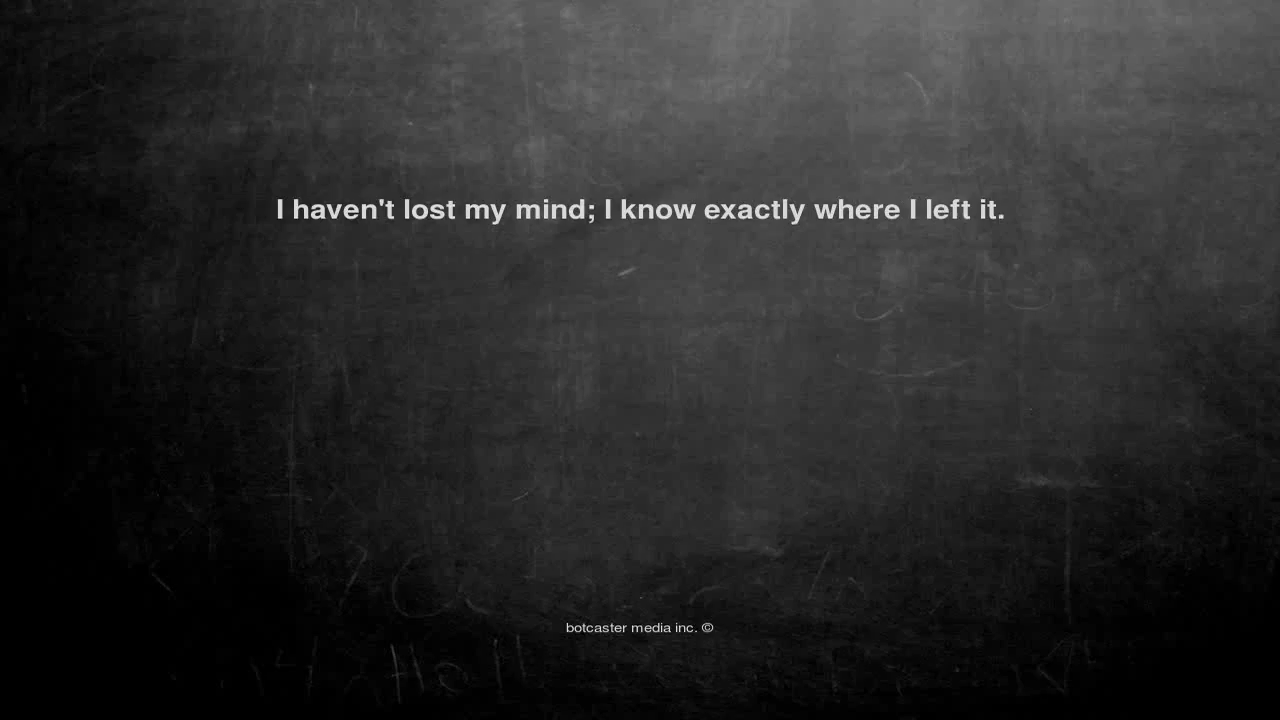 I haven't lost my mind; I know exactly where I left it.
botcaster media inc. ©